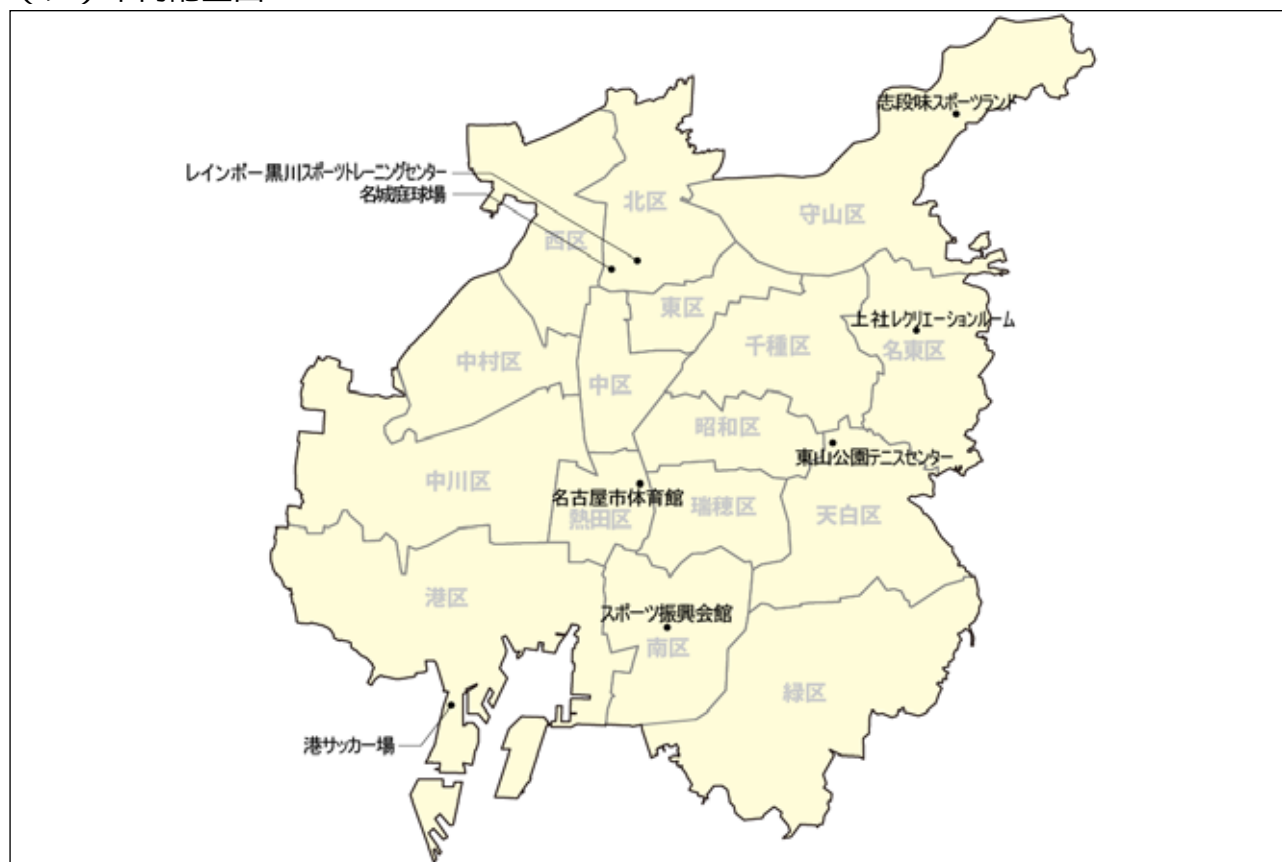 志段味スポーツランド
レインボー黒川スポーツトレーニングセンター
名城庭球場
北区
守山区
西区
東区
上社レクリエーションルーム
千種区
名東区
中村区
中区
昭和区
東山公園テニスセンター
中川区
名古屋市体育館
瑞穂区
天白区
熱田区
港区
スポーツ振興会館
南区
緑区
港サッカー場